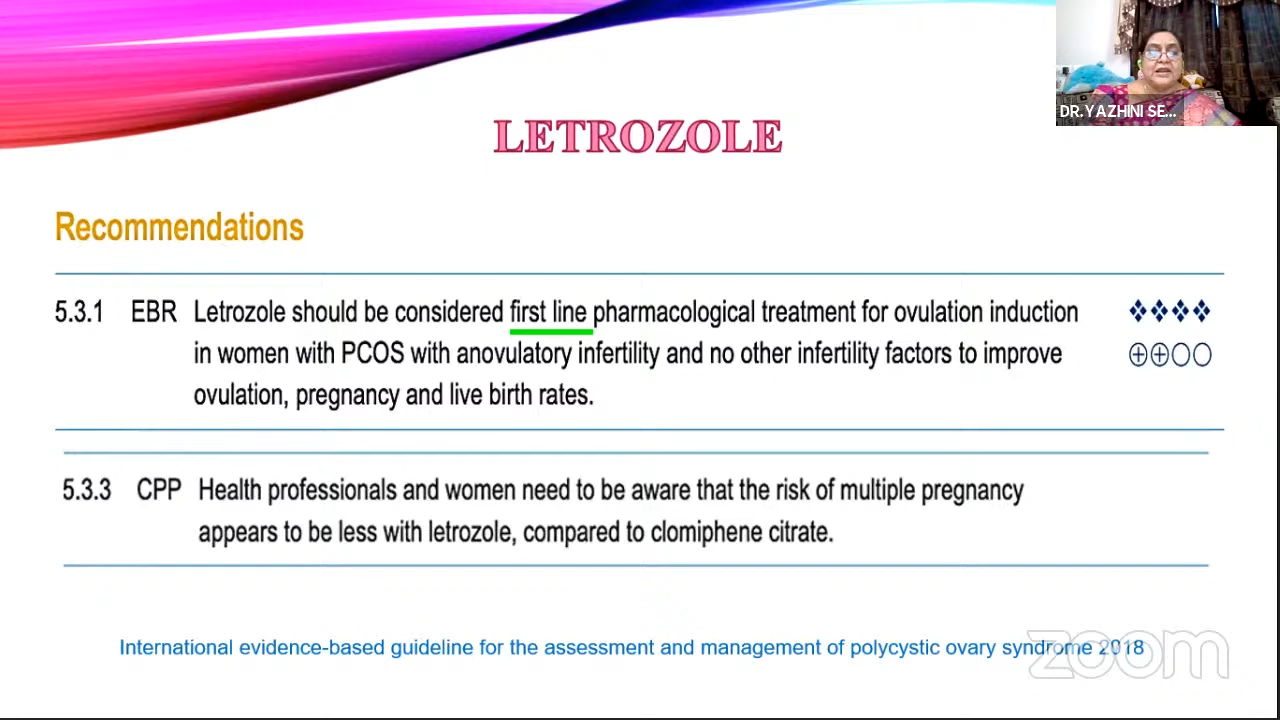 DR.YAZHINI SE...
LETROZOLE
Recommendations
5.3.1 EBR Letrozole should be considered first line pharmacological treatment for ovulation induction
in women with PCOS with anovulatory infertility and no other infertility factors to improve
ovulation, pregnancy and live birth rates.
5.3.3 CPP Health professionals and women need to be aware that the risk of multiple pregnancy
appears to be less with letrozole, compared to clomiphene citrate.
International evidence-based guideline for the assessment and management of polycystic ovary syndrome 2018
zoom